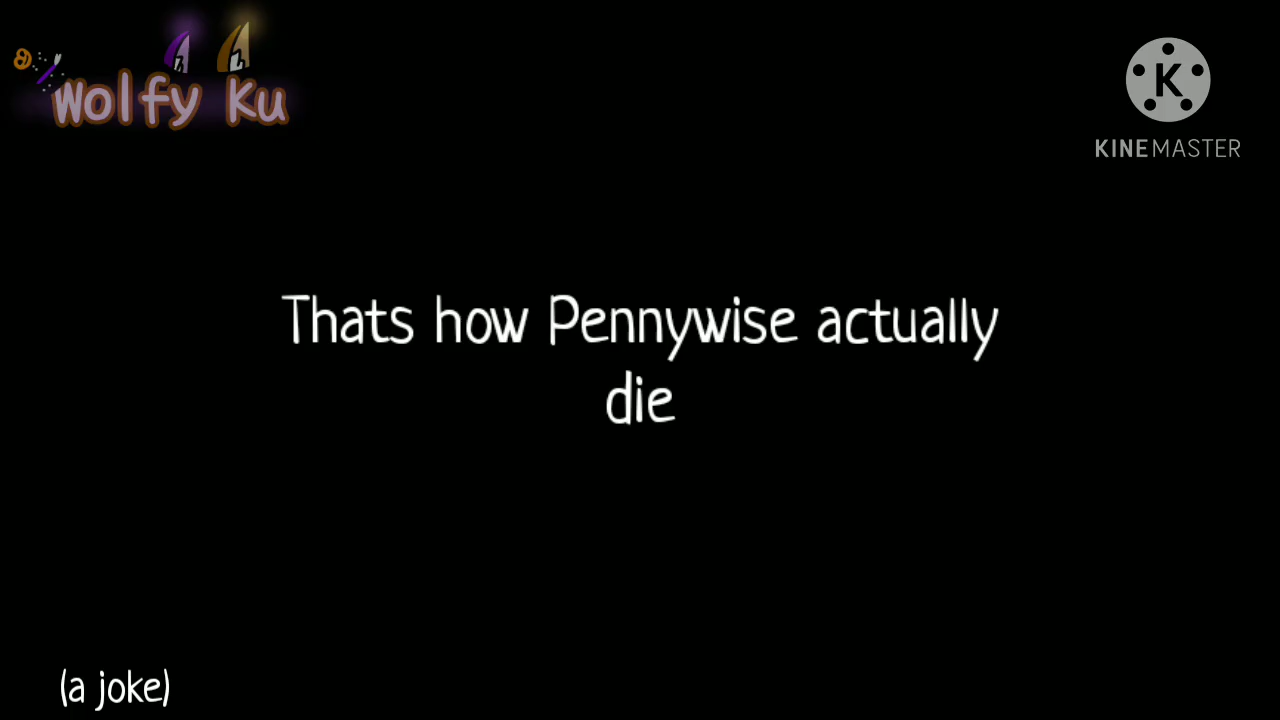 Wolfy Ku
K
KINEMASTER
Thats how Pennywise actually
die
(a joke)